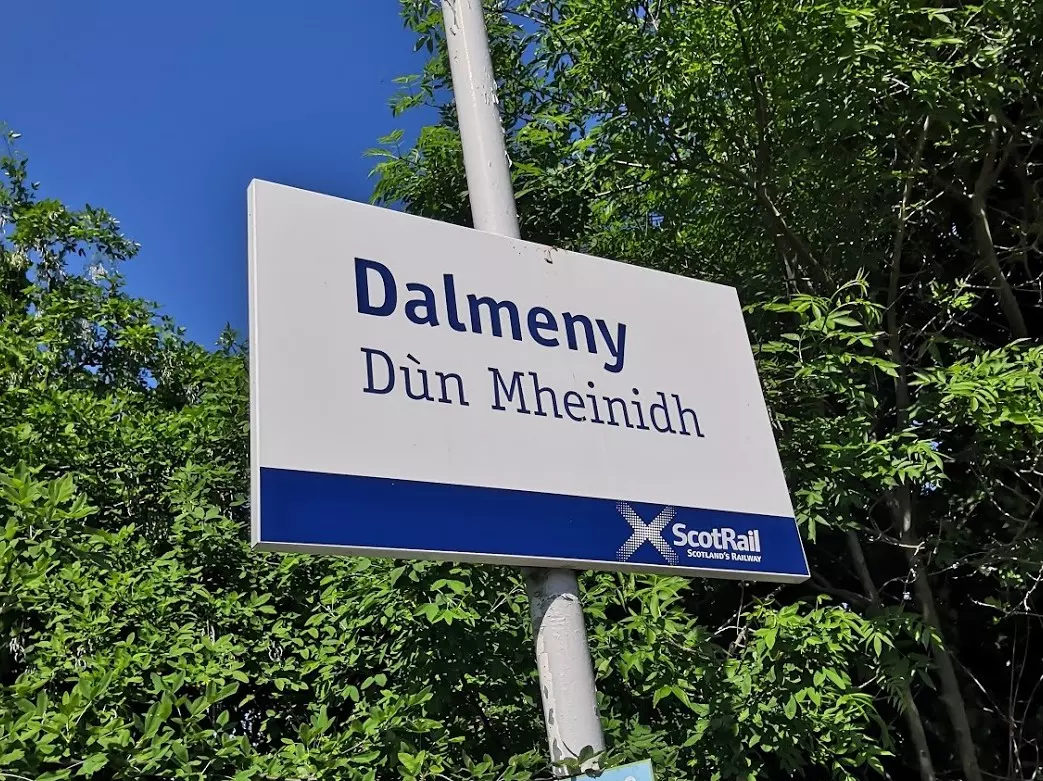 Dalmeny
Dùn Mheinidh
ScotRail
Scotland's Railway